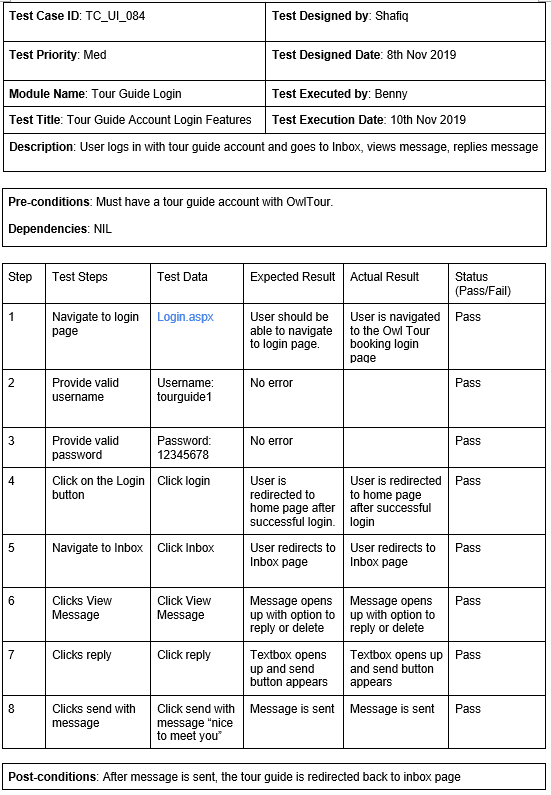 Test Case ID: TC_UI_084
Test Designed by: Shafiq
Test Priority: Med
Test Designed Date: 8th Nov 2019
Module Name: Tour Guide Login
Test Executed by: Benny
Test Title: Tour Guide Account Login Features
Test Execution Date: 10th Nov 2019
Description: User logs in with tour guide account and goes to Inbox, views message, replies message
Pre-conditions: Must have a tour guide account with OwlTour.
Dependencies: NIL
Step
Test Steps
Test Data
Expected Result
Actual Result
Status
(Pass/Fail)
1
Navigate to login
page
Login.aspx
User should be
able to navigate
to login page.
User is navigated
to the Owl Tour
booking login
page
Pass
2
Provide valid
username
Username:
tourguide1
No error
Pass
3
Provide valid
password
Password:
12345678
No error
Pass
4
Click on the Login
button
Click login
User is
redirected to
home page after
successful login.
User is redirected
to home page
after successful
login
Pass
5
Navigate to Inbox
Click Inbox
User redirects to
Inbox page
User redirects to
Inbox page
Pass
6
Clicks View
Message
Click View
Message
Message opens
up with option to
reply or delete
Message opens
up with option to
reply or delete
Pass
7
Clicks reply
Click reply
Textbox opens
up and send
button appears
Textbox opens up
and send button
appears
Pass
8
Clicks send with
message
Click send with
message “nice
to meet you”
Message is sent
Message is sent
Pass
Post-conditions: After message is sent, the tour guide is redirected back to inbox page